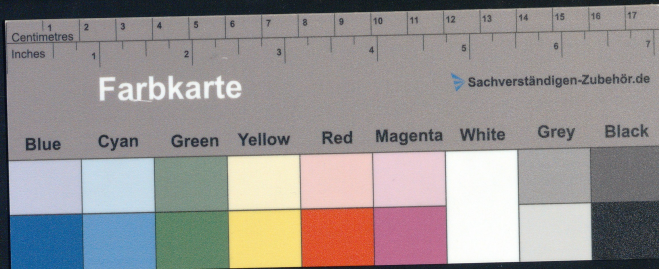 1 2 3 4 5 6 7 8 9 10 11 12 13 14 15 16 17
Centimetres
Inches 1 2 3 4 5 6 7
Farbkarte
Sachverständigen-Zubehör.de
Blue Cyan Green Yellow Red Magenta White Grey Black